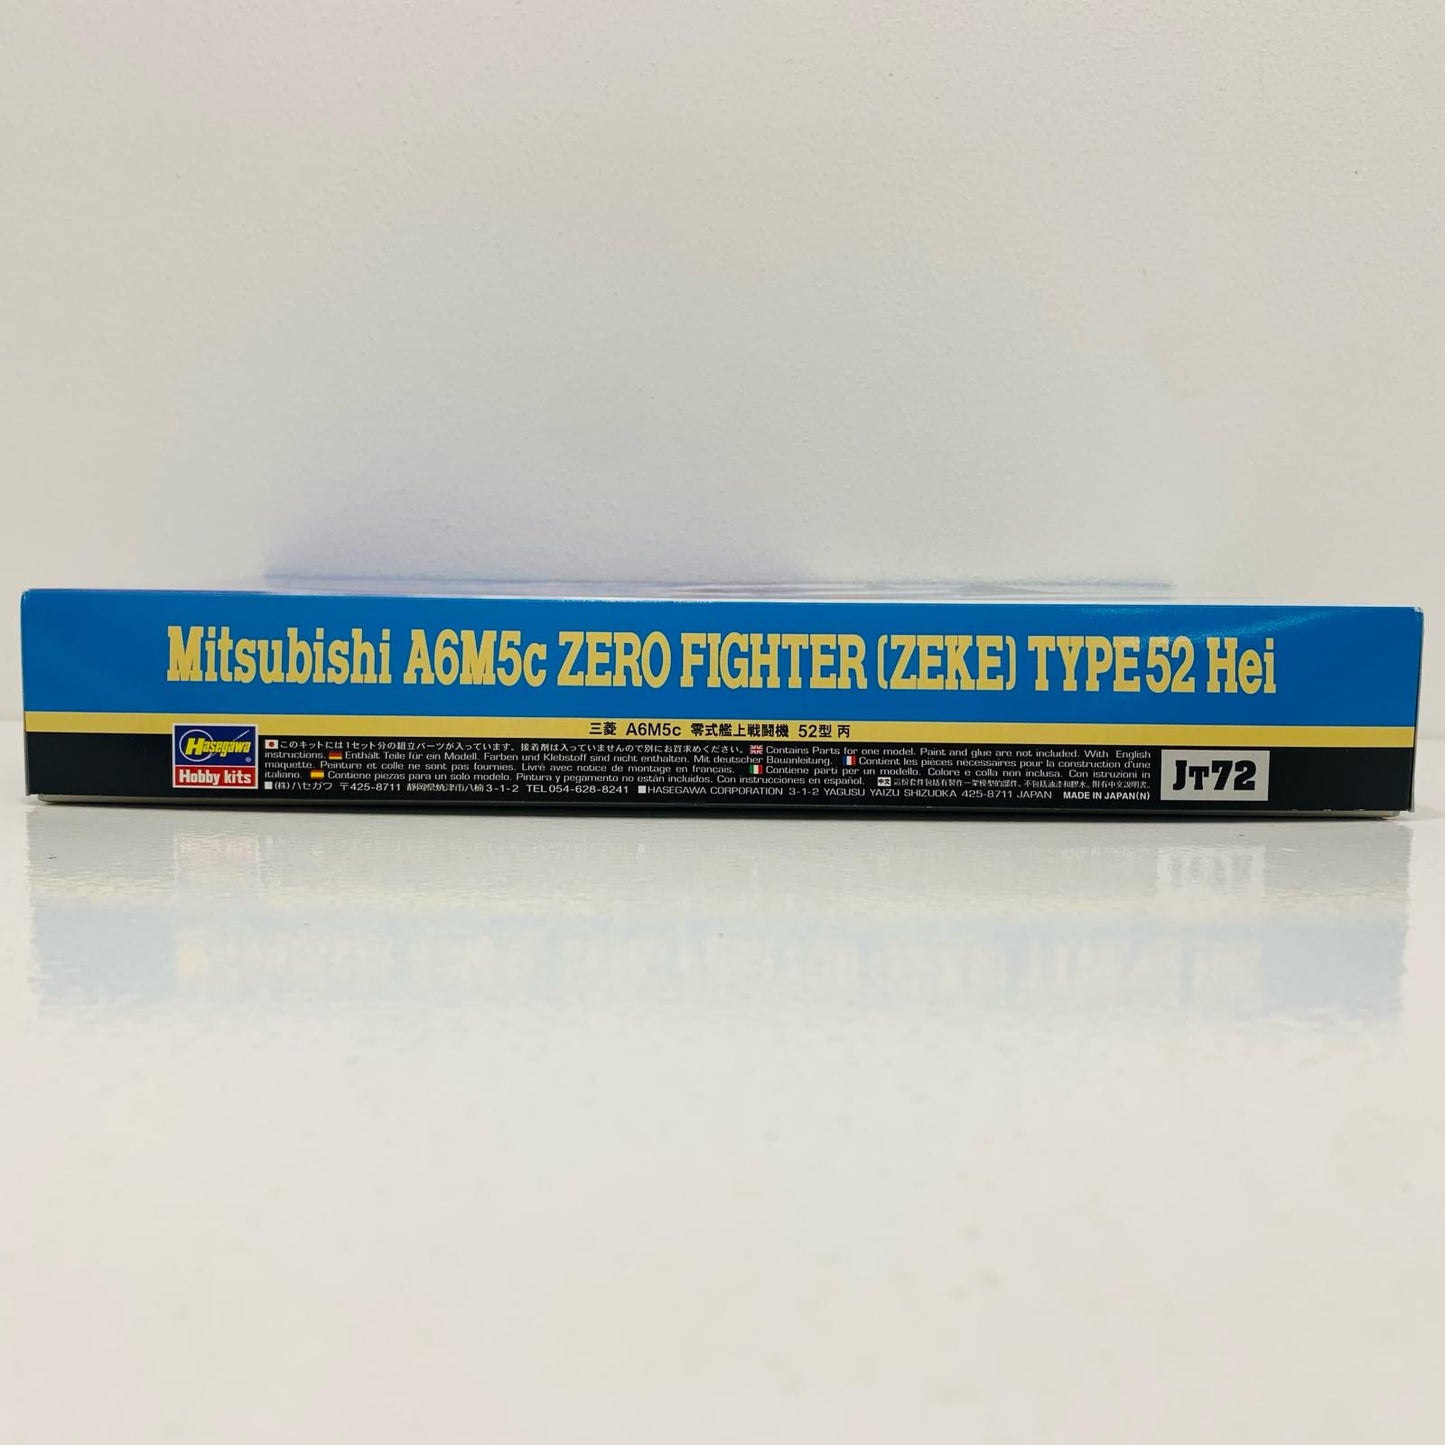 Mitsubishi A6M5c ZERO FIGHTER (ZEKE) TYPE 52 Hei
三菱 A6M5c 零式艦上戦闘機 52型 丙
Hasegawa
Hobby kits
このキットには1セット分の組立パーツが入っています。接着剤は入っていませんので別にお買求めください。 Contains Parts for one model. Paint and glue are not included. With English
instructions. Enthält Teile für ein Modell. Farben und Klebstoff sind nicht enthalten. Mit deutscher Bauanleitung. Contient les pièces nécessaires pour la construction d'une
maquette. Peinture et colle ne sont pas fournies. Livré avec notice de montage en francais. Contiene parti per un modello. Colore e colla non inclusa. Con istruzioni in
italiano. Contiene piezas para un solo modelo. Pintura y pegamento no están incluidos. Con instrucciones en español. 中文
■(株)ハセガワ 〒425-8711 静岡県焼津市八楠3-1-2 TEL054-628-8241 ■HASEGAWA CORPORATION 3-1-2 YAGUSU YAIZU SHIZUOKA 425-8711 JAPAN MADE IN JAPAN(N)
JT72